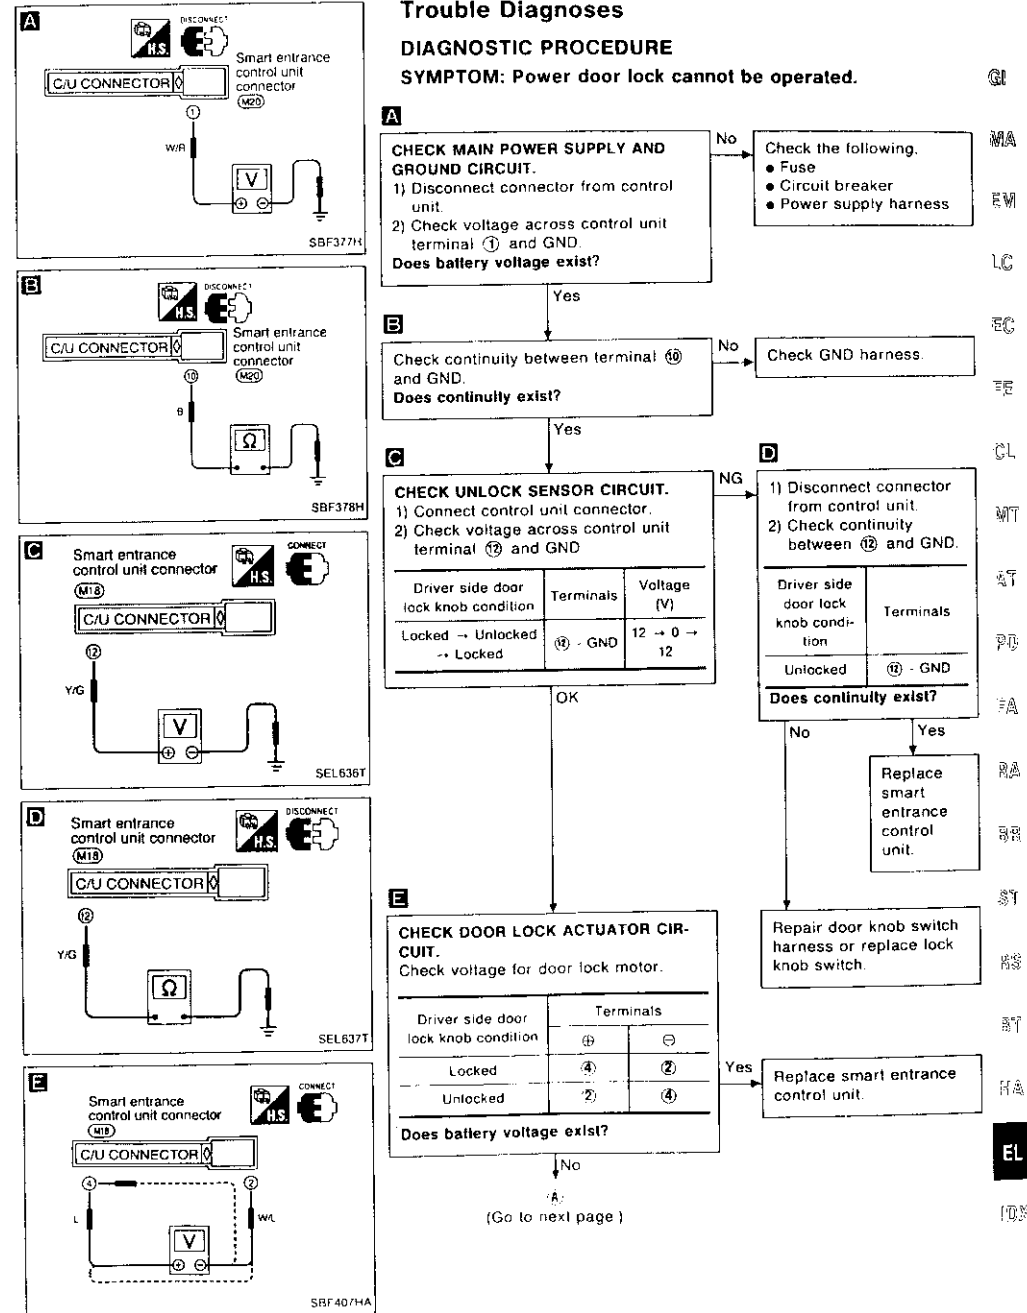 A
DISCONNECT
H.S.
Smart entrance
control unit
connector
C/U CONNECTOR
M20
1
W/R
V
⊕ ⊖
SBF377H
B
DISCONNECT
H.S.
Smart entrance
control unit
connector
C/U CONNECTOR
M20
10
B
Ω
SBF378H
C
CONNECT
H.S.
Smart entrance
control unit connector
M18
C/U CONNECTOR
12
Y/G
V
⊕ ⊖
SEL636T
D
DISCONNECT
H.S.
Smart entrance
control unit connector
M18
C/U CONNECTOR
12
Y/G
Ω
SEL637T
E
CONNECT
H.S.
Smart entrance
control unit connector
M18
C/U CONNECTOR
4 2
L W/L
V
⊕ ⊖
SBF407HA
Trouble Diagnoses
DIAGNOSTIC PROCEDURE
SYMPTOM: Power door lock cannot be operated.
A
CHECK MAIN POWER SUPPLY AND
GROUND CIRCUIT.
1) Disconnect connector from control
unit.
2) Check voltage across control unit
terminal ① and GND.
Does battery voltage exist?
No
Check the following.
● Fuse
● Circuit breaker
● Power supply harness
Yes
B
Check continuity between terminal ⑩
and GND.
Does continuity exist?
No
Check GND harness.
Yes
C
CHECK UNLOCK SENSOR CIRCUIT.
1) Connect control unit connector.
2) Check voltage across control unit
terminal ⑫ and GND
Driver side door
lock knob condition
Terminals
Voltage
(V)
Locked → Unlocked
→ Locked
⑫ - GND
12 → 0 →
12
NG
D
1) Disconnect connector
from control unit.
2) Check continuity
between ⑫ and GND.
Driver side
door lock
knob condi-
tion
Terminals
Unlocked
⑫ - GND
Does continuity exist?
OK
No
Yes
Replace
smart
entrance
control
unit.
Repair door knob switch
harness or replace lock
knob switch.
E
CHECK DOOR LOCK ACTUATOR CIR-
CUIT.
Check voltage for door lock motor.
Driver side door
lock knob condition
Terminals
⊕ ⊖
Locked ④ ②
Unlocked ② ④
Does battery voltage exist?
Yes
Replace smart entrance
control unit.
No
A
(Go to next page.)
GI
MA
EM
LC
EC
FE
CL
MT
AT
PD
FA
RA
BR
ST
RS
BT
HA
EL
IDX